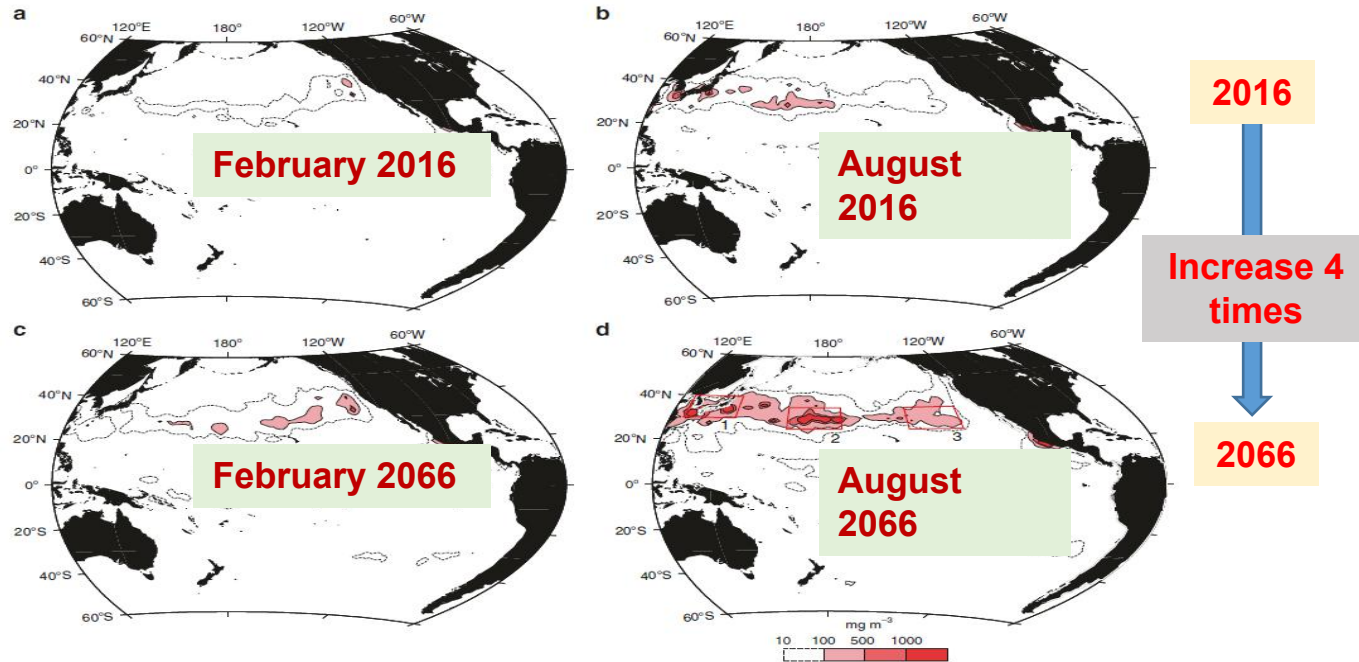 a
120°E 180° 120°W 60°W
60°N
40°N
20°N
0°
20°S
40°S
60°S
February 2016
b
120°E 180° 120°W 60°W
60°N
40°N
20°N
0°
20°S
40°S
60°S
August
2016
2016
Increase 4
times
2066
c
120°E 180° 120°W 60°W
60°N
40°N
20°N
0°
20°S
40°S
60°S
February 2066
d
120°E 180° 120°W 60°W
60°N
40°N
20°N
0°
20°S
40°S
60°S
1 2 3
August
2066
mg m⁻³
10 100 500 1000